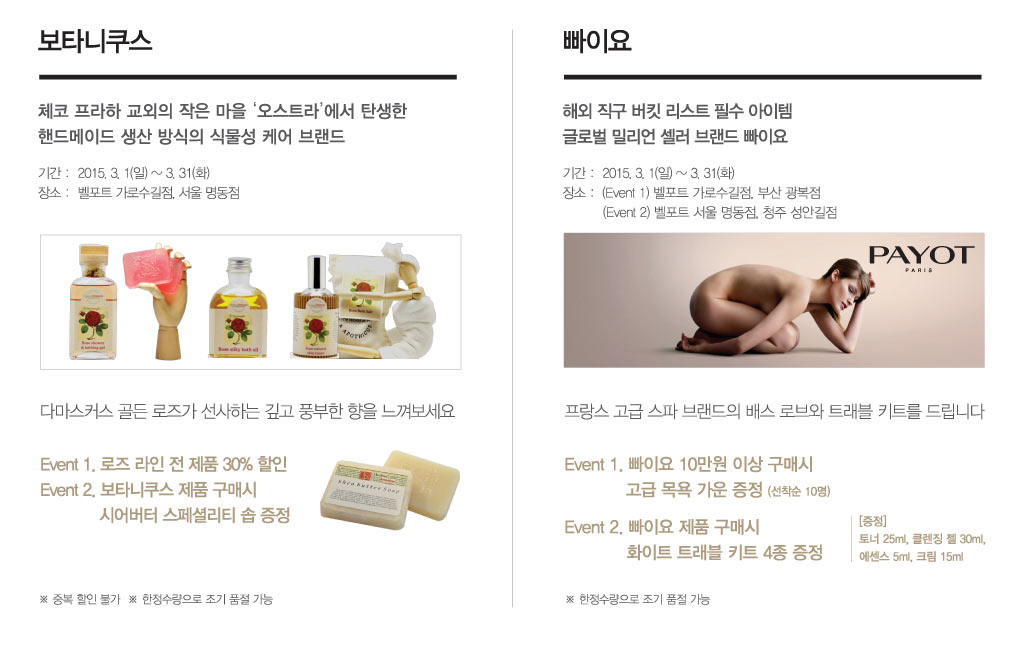 보타니쿠스
체코 프라하 교외의 작은 마을 '오스트라'에서 탄생한
핸드메이드 생산 방식의 식물성 케어 브랜드
기간 : 2015. 3. 1(일) ~ 3. 31(화)
장소 : 벨포트 가로수길점, 서울 명동점
Rose shower
& bathing gel
Rose silky bath oil
다마스커스 골든 로즈가 선사하는 깊고 풍부한 향을 느껴보세요
Event 1. 로즈 라인 전 제품 30% 할인
Event 2. 보타니쿠스 제품 구매시
시어버터 스페셜리티 솝 증정
Shea Butter Soap
※ 중복 할인 불가 ※ 한정수량으로 조기 품절 가능
빠이요
해외 직구 버킷 리스트 필수 아이템
글로벌 밀리언 셀러 브랜드 빠이요
기간 : 2015. 3. 1(일) ~ 3. 31(화)
장소 : (Event 1) 벨포트 가로수길점, 부산 광복점
(Event 2) 벨포트 서울 명동점, 청주 성안길점
PAYOT
PARIS
프랑스 고급 스파 브랜드의 배스 로브와 트래블 키트를 드립니다
Event 1. 빠이요 10만원 이상 구매시
고급 목욕 가운 증정 (선착순 10명)
Event 2. 빠이요 제품 구매시
화이트 트래블 키트 4종 증정
[증정]
토너 25ml, 클렌징 젤 30ml,
에센스 5ml, 크림 15ml
※ 한정수량으로 조기 품절 가능